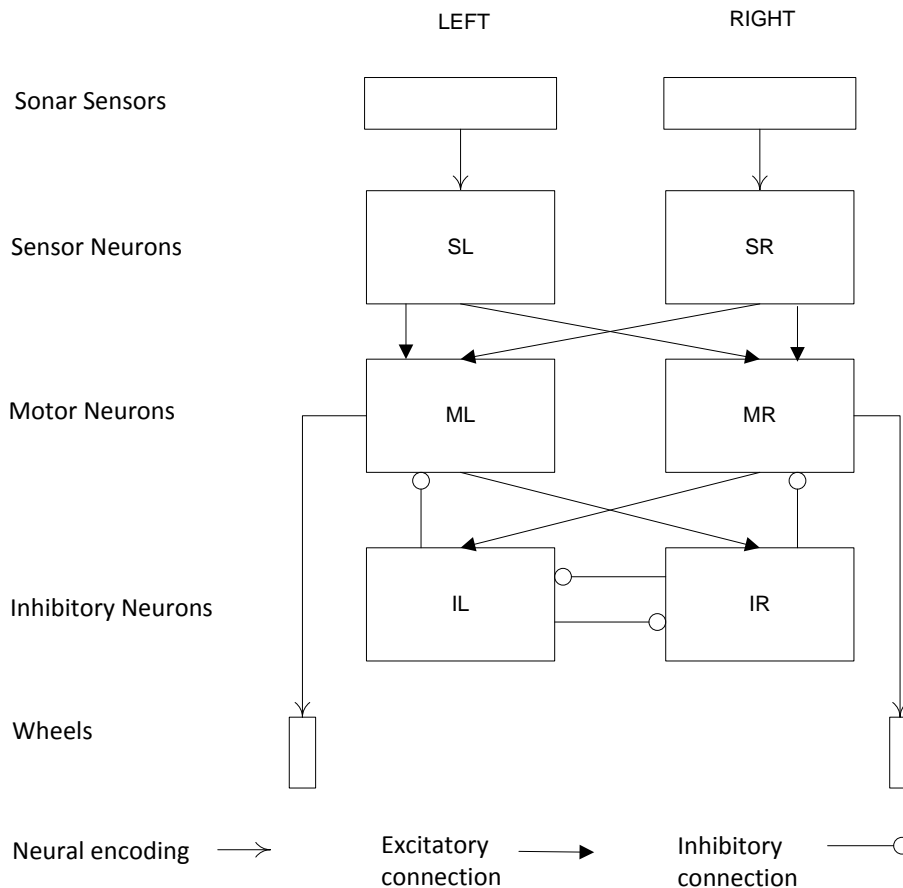 LEFT
RIGHT
Sonar Sensors
Sensor Neurons
SL
SR
Motor Neurons
ML
MR
Inhibitory Neurons
IL
IR
Wheels
Neural encoding
Excitatory
connection
Inhibitory
connection